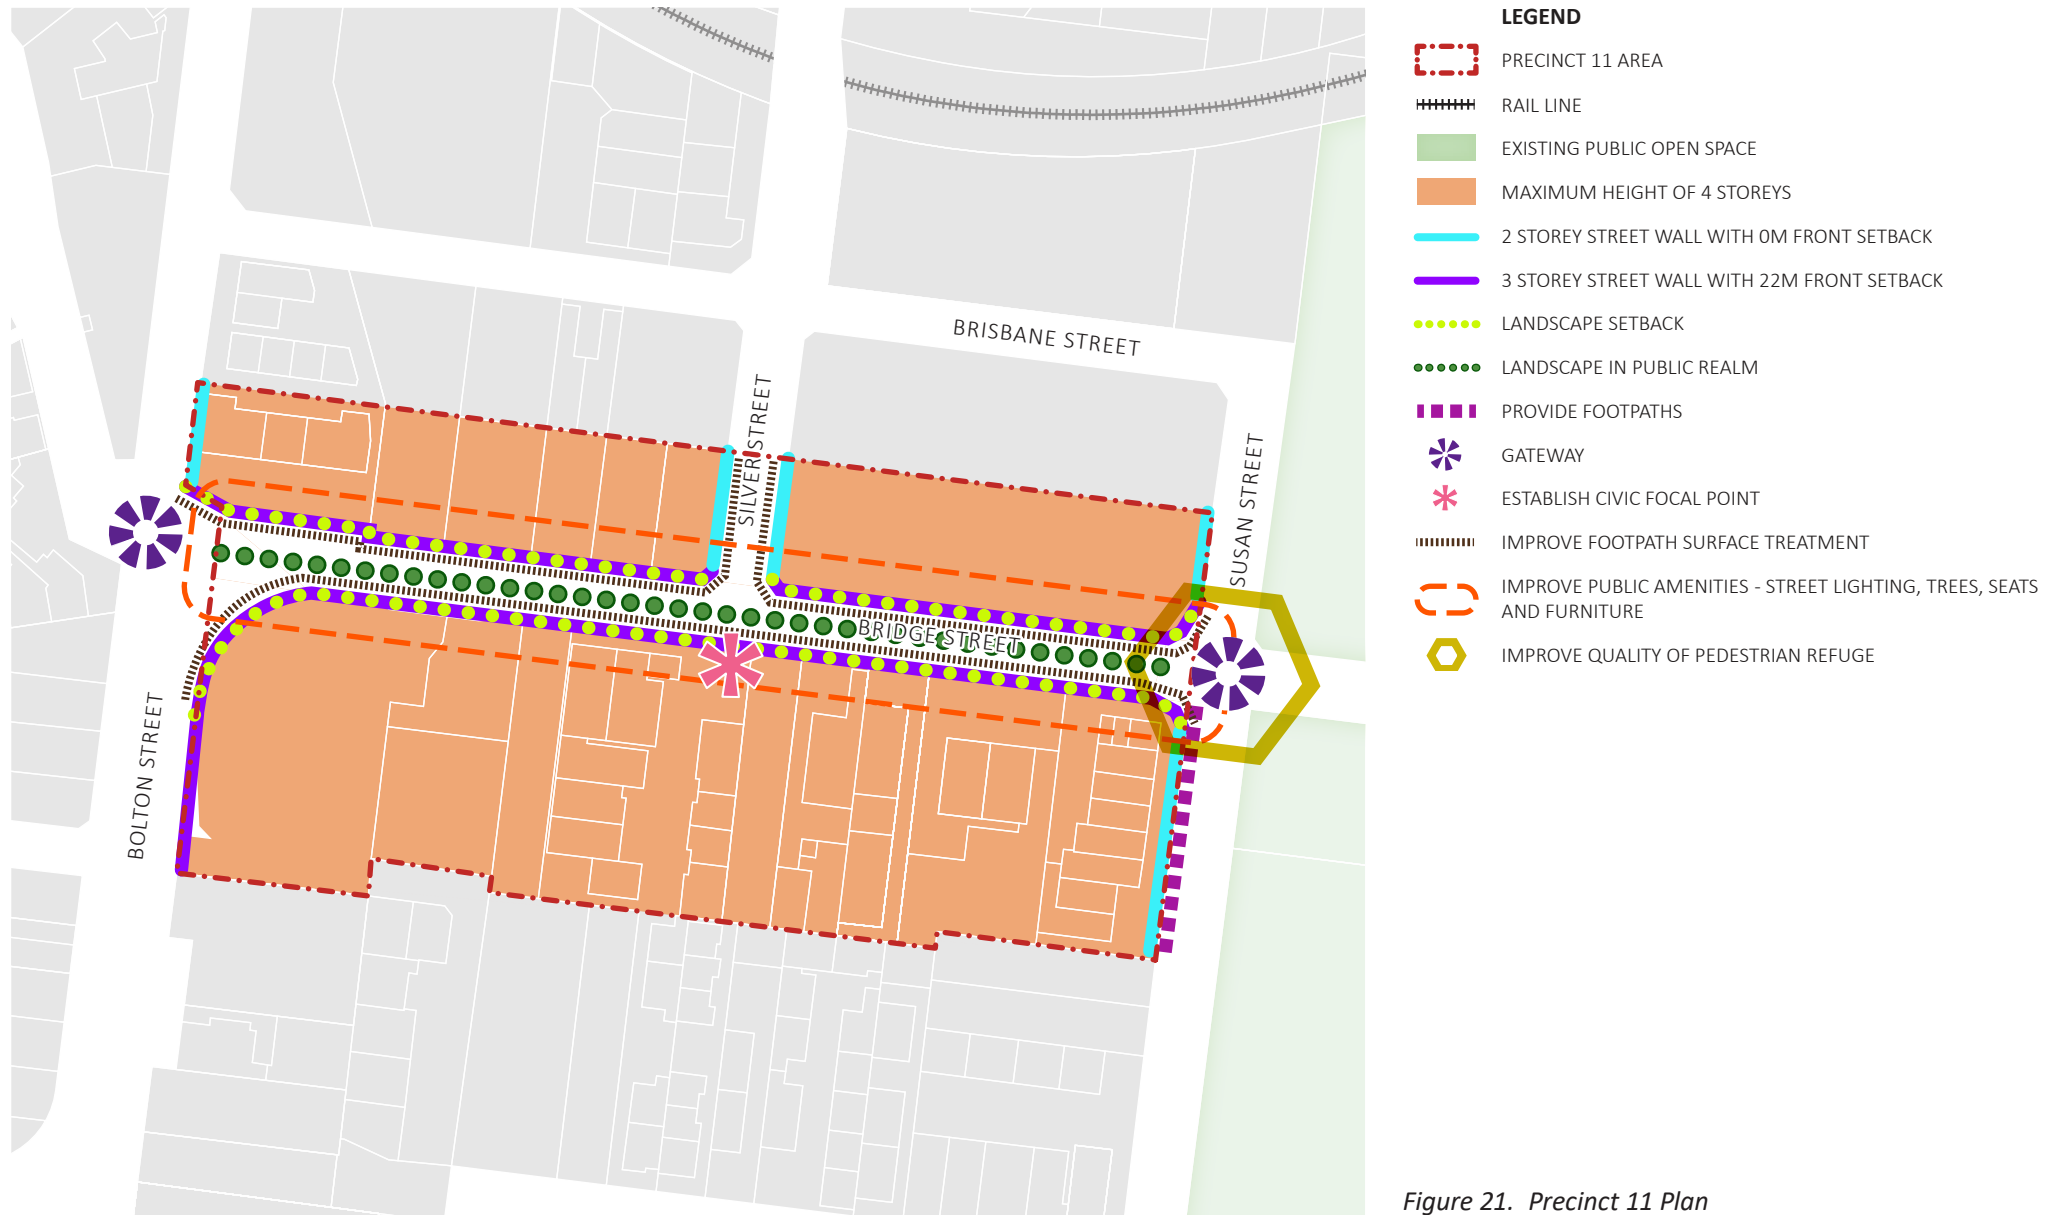 LEGEND
PRECINCT 11 AREA
RAIL LINE
EXISTING PUBLIC OPEN SPACE
MAXIMUM HEIGHT OF 4 STOREYS
2 STOREY STREET WALL WITH 0M FRONT SETBACK
3 STOREY STREET WALL WITH 22M FRONT SETBACK
LANDSCAPE SETBACK
LANDSCAPE IN PUBLIC REALM
PROVIDE FOOTPATHS
GATEWAY
ESTABLISH CIVIC FOCAL POINT
IMPROVE FOOTPATH SURFACE TREATMENT
IMPROVE PUBLIC AMENITIES - STREET LIGHTING, TREES, SEATS
AND FURNITURE
IMPROVE QUALITY OF PEDESTRIAN REFUGE
BRISBANE STREET
SILVER STREET
SUSAN STREET
BRIDGE STREET
BOLTON STREET
Figure 21. Precinct 11 Plan